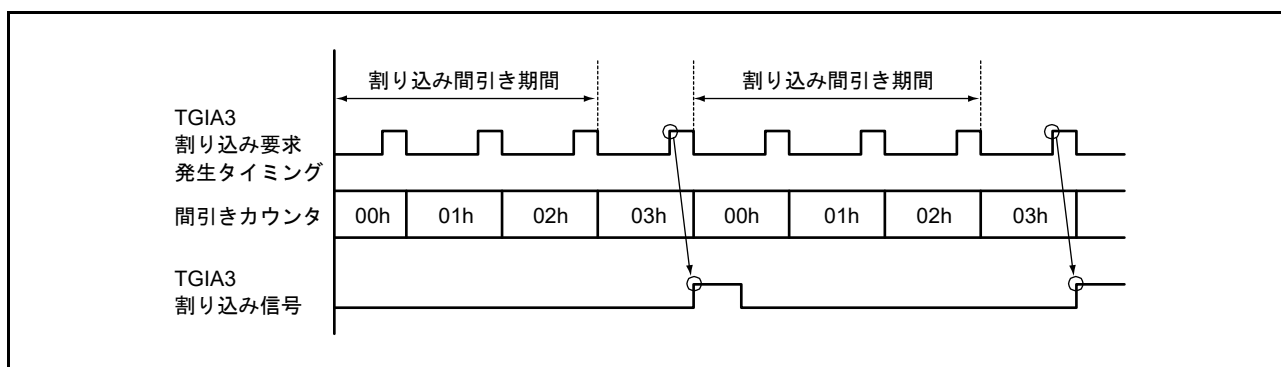 割り込み間引き期間
割り込み間引き期間
TGIA3
割り込み要求
発生タイミング
間引きカウンタ
00h
01h
02h
03h
00h
01h
02h
03h
TGIA3
割り込み信号